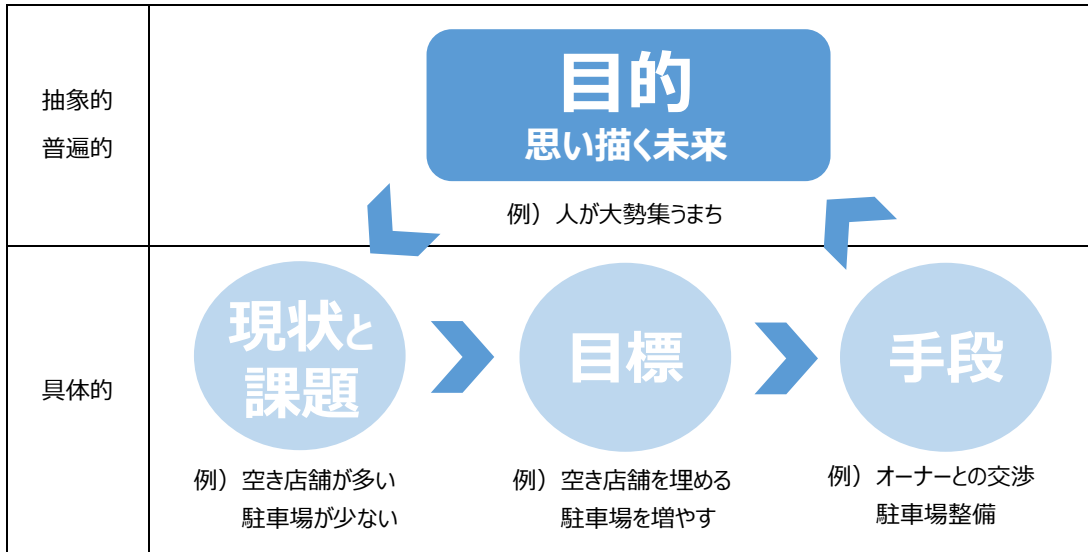 抽象的
普遍的
目的
思い描く未来
例）人が大勢集うまち
具体的
現状と
課題
例）空き店舗が多い
駐車場が少ない
目標
例）空き店舗を埋める
駐車場を増やす
手段
例）オーナーとの交渉
駐車場整備